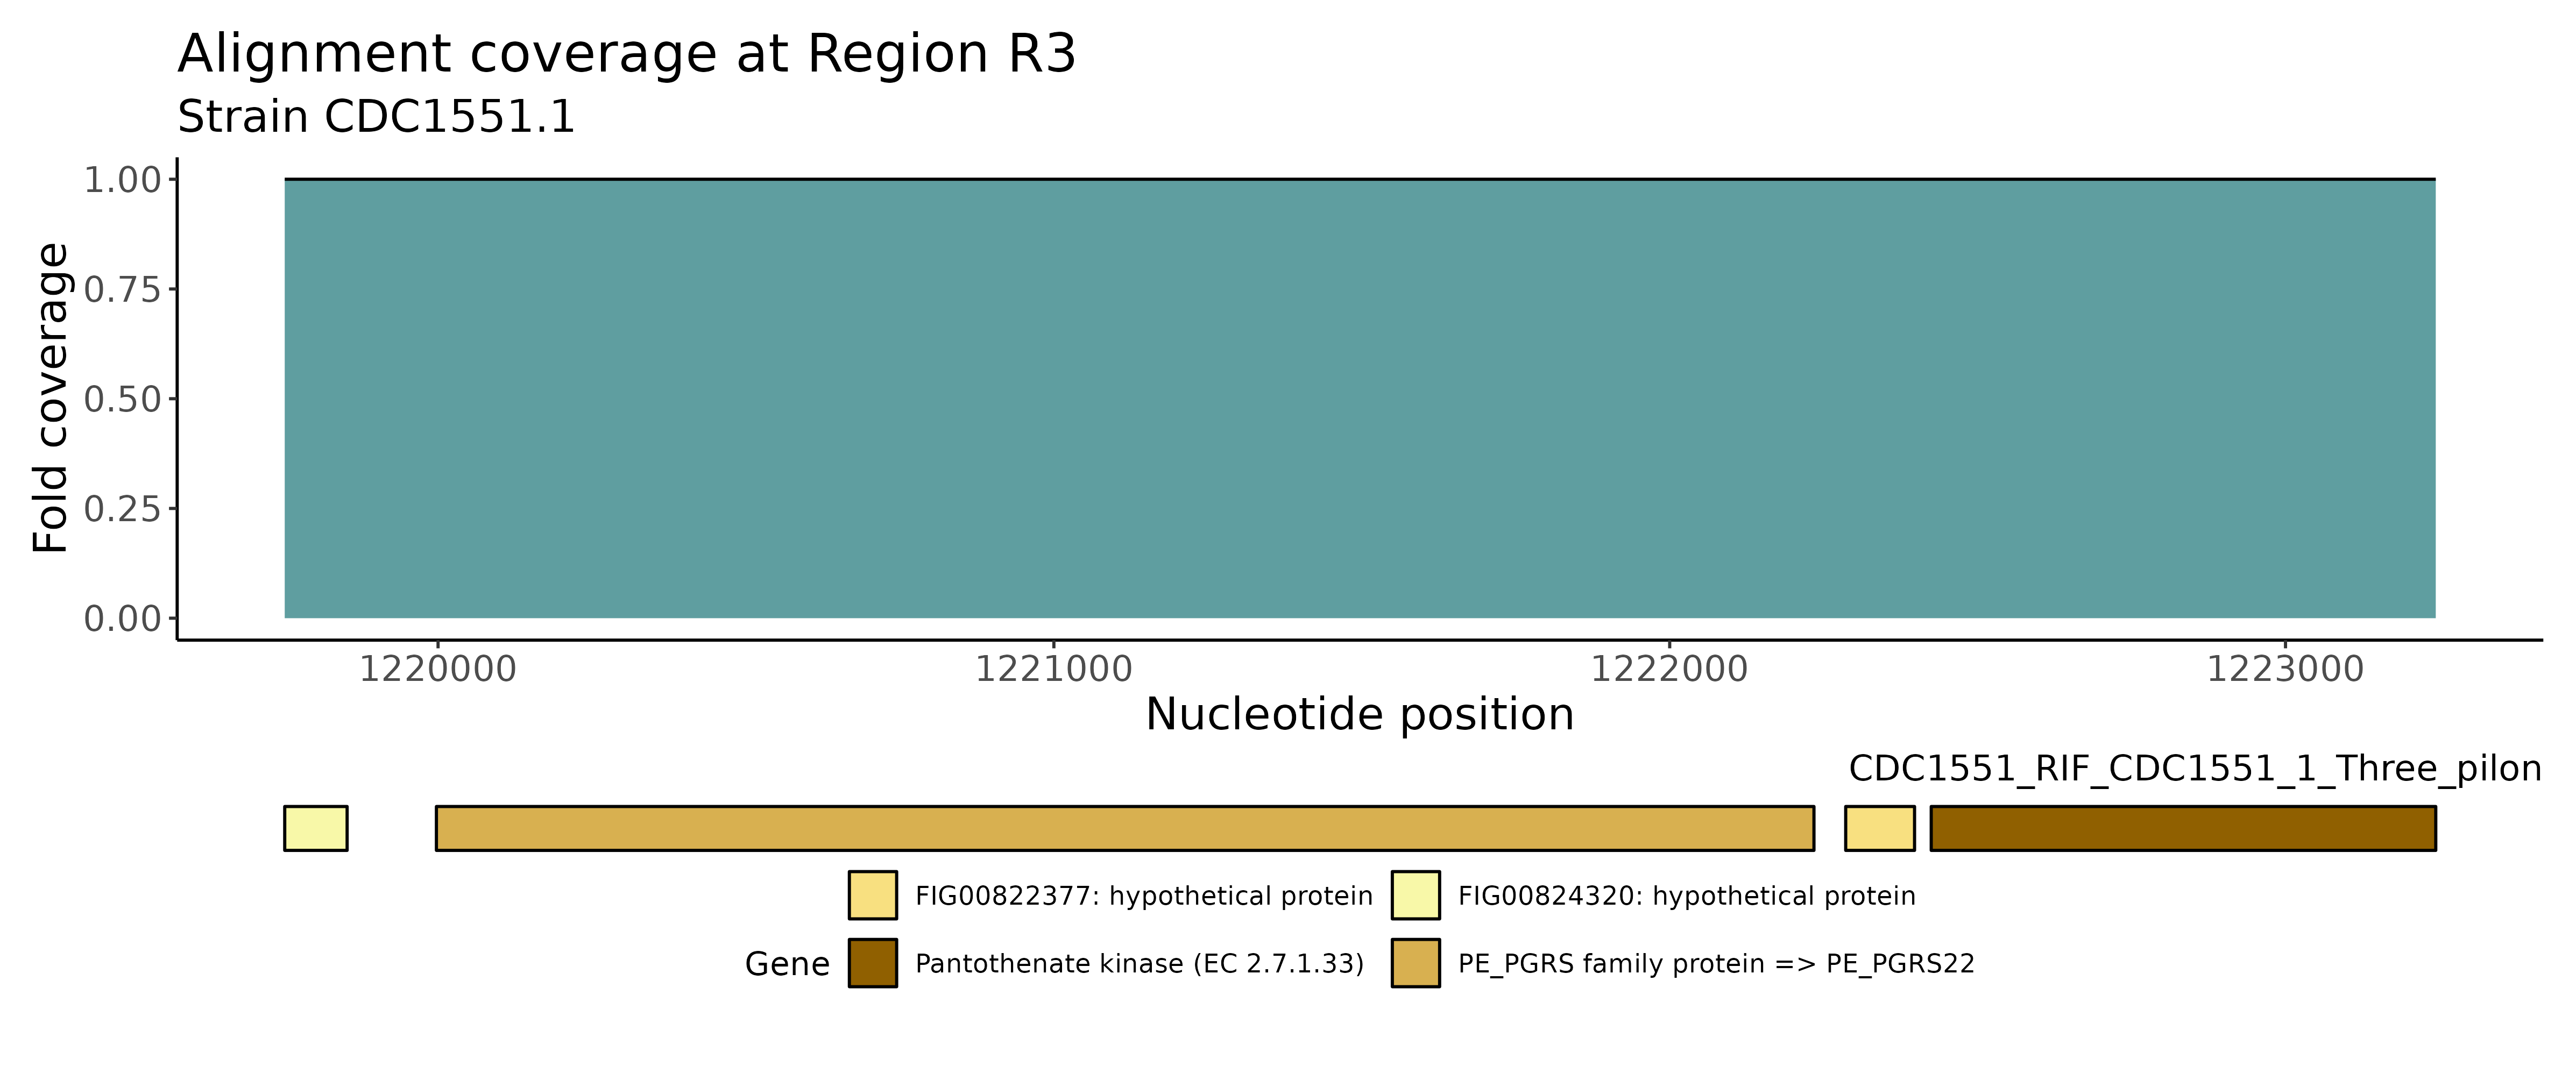 Alignment coverage at Region R3
Strain CDC1551.1
Fold coverage
1.00
0.75
0.50
0.25
0.00
1220000 1221000 1222000 1223000
Nucleotide position
CDC1551_RIF_CDC1551_1_Three_pilon
FIG00822377: hypothetical protein FIG00824320: hypothetical protein
Gene Pantothenate kinase (EC 2.7.1.33) PE_PGRS family protein => PE_PGRS22